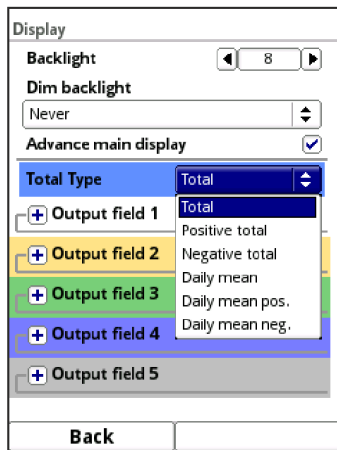 Display
Backlight 8
Dim backlight
Never
Advance main display
Total Type Total
Total
Positive total
Negative total
Daily mean
Daily mean pos.
Daily mean neg.
Output field 1
Output field 2
Output field 3
Output field 4
Output field 5
Back